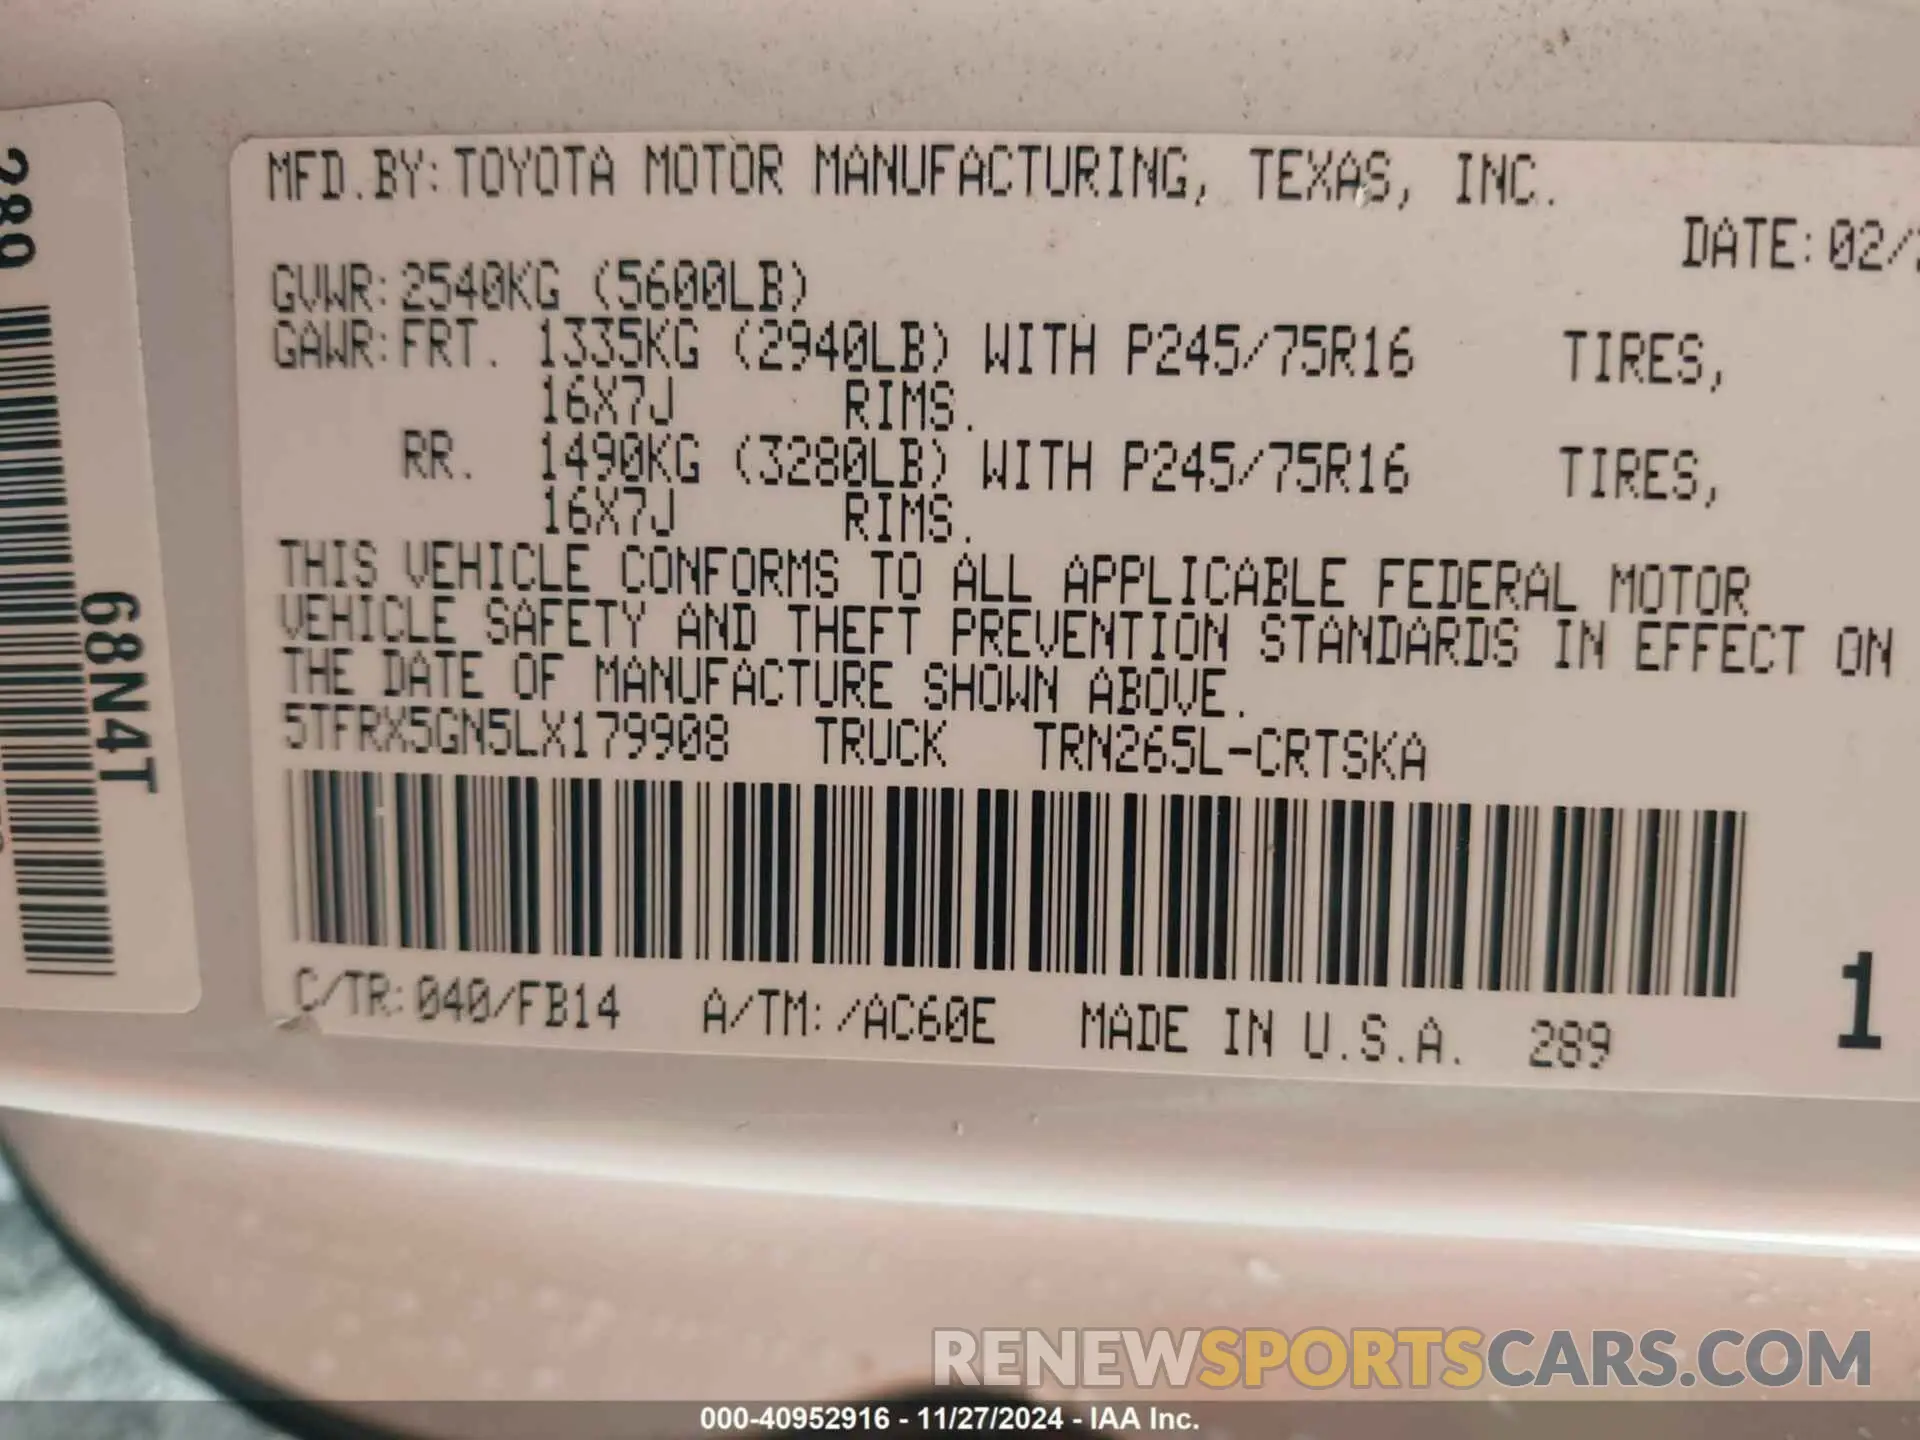 289
68N4T
MFD.BY:TOYOTA MOTOR MANUFACTURING, TEXAS, INC.
DATE:02/
GVWR:2540KG (5600LB)
GAWR:FRT. 1335KG (2940LB) WITH P245/75R16 TIRES,
16X7J RIMS.
RR. 1490KG (3280LB) WITH P245/75R16 TIRES,
16X7J RIMS.
THIS VEHICLE CONFORMS TO ALL APPLICABLE FEDERAL MOTOR
VEHICLE SAFETY AND THEFT PREVENTION STANDARDS IN EFFECT ON
THE DATE OF MANUFACTURE SHOWN ABOVE.
5TFRX5GN5LX179908 TRUCK TRN265L-CRTSKA
C/TR:040/FB14 A/TM:/AC60E MADE IN U.S.A. 289
1
RENEWSPORTSCARS.COM
000-40952916 - 11/27/2024 - IAA Inc.